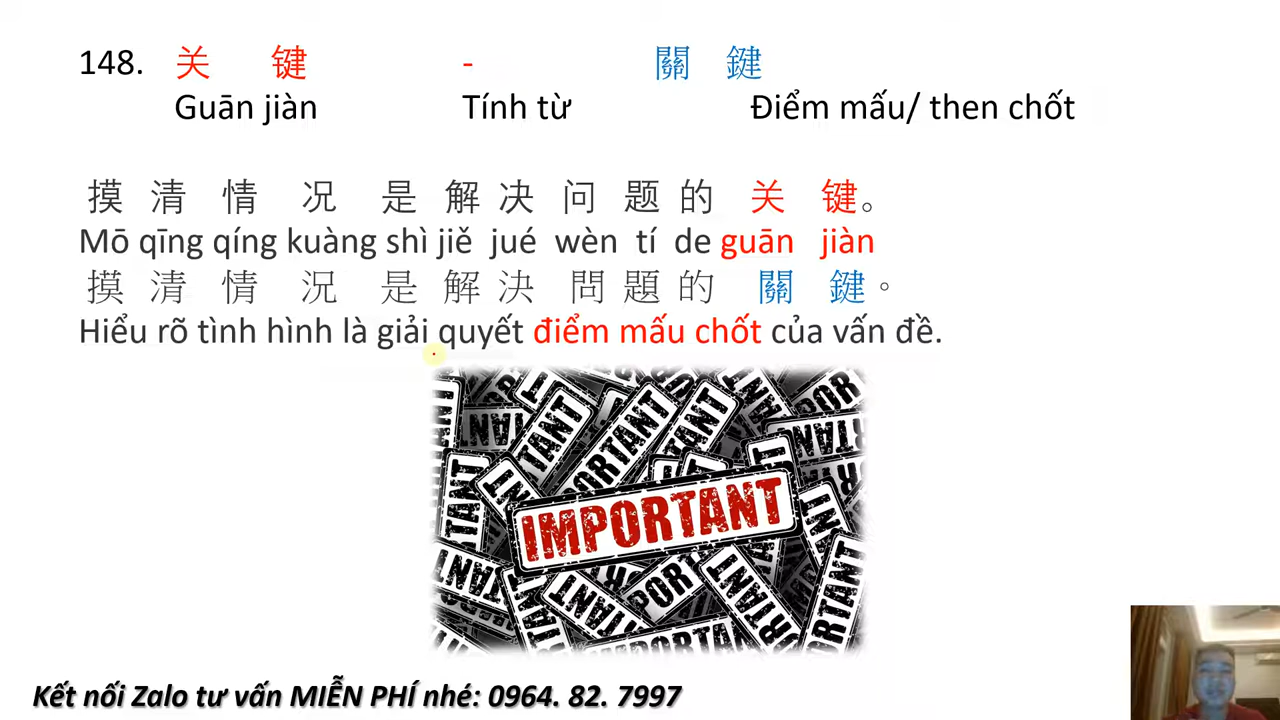 148. 关 键 - 關 鍵
Guān jiàn Tính từ Điểm mấu/ then chốt
摸 清 情 况 是 解 决 问 题 的 关 键。
Mō qīng qíng kuàng shì jiě jué wèn tí de guān jiàn
摸 清 情 況 是 解 決 問 題 的 關 鍵。
Hiểu rõ tình hình là giải quyết điểm mấu chốt của vấn đề.
IMPORTANT
Kết nối Zalo tư vấn MIỄN PHÍ nhé: 0964. 82. 7997